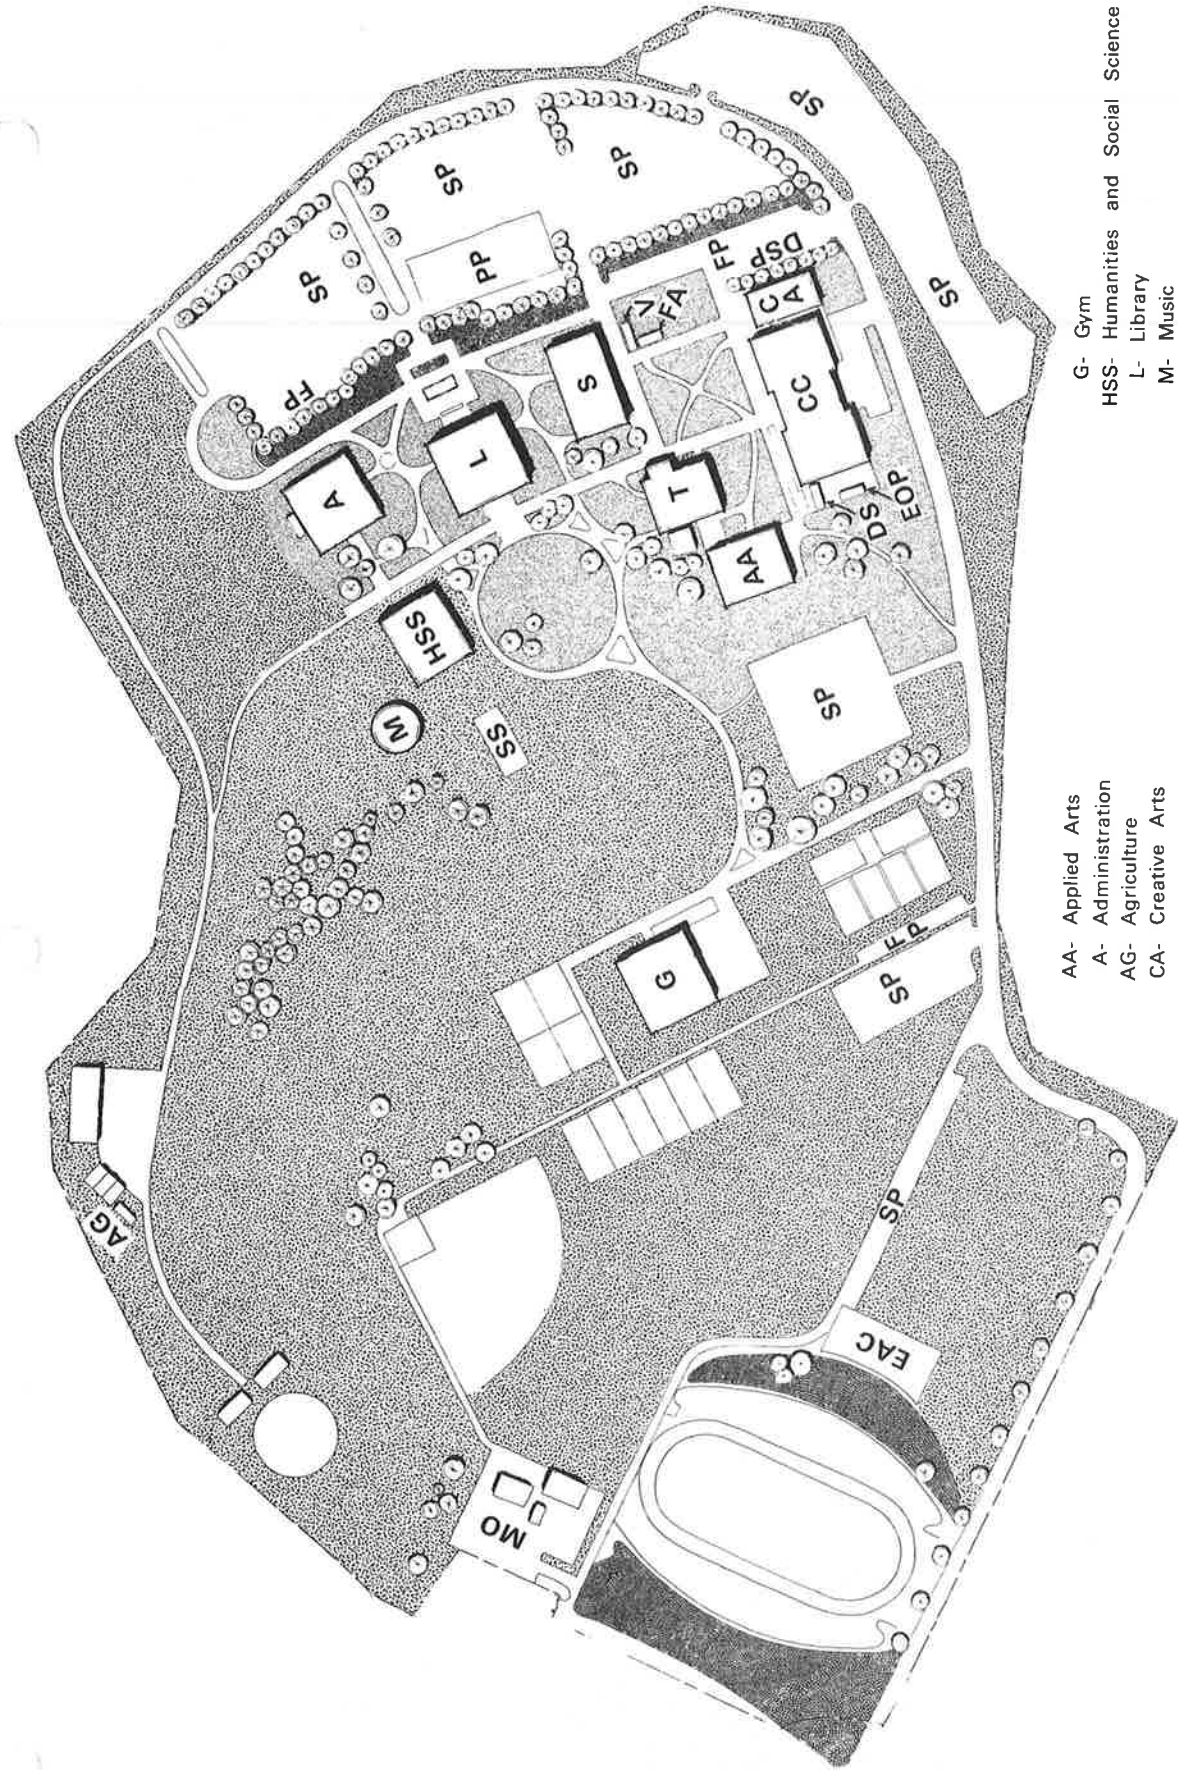 SP
SP
SP
SP
SP
PP
FP
FP
DSP
V
FA
C
A
CC
S
L
A
T
AA
DS
EOP
HSS
M
SS
SP
G
F
P
SP
SP
EAC
AG
MO
AA- Applied Arts
A- Administration
AG- Agriculture
CA- Creative Arts
G- Gym
HSS- Humanities and Social Science
L- Library
M- Music